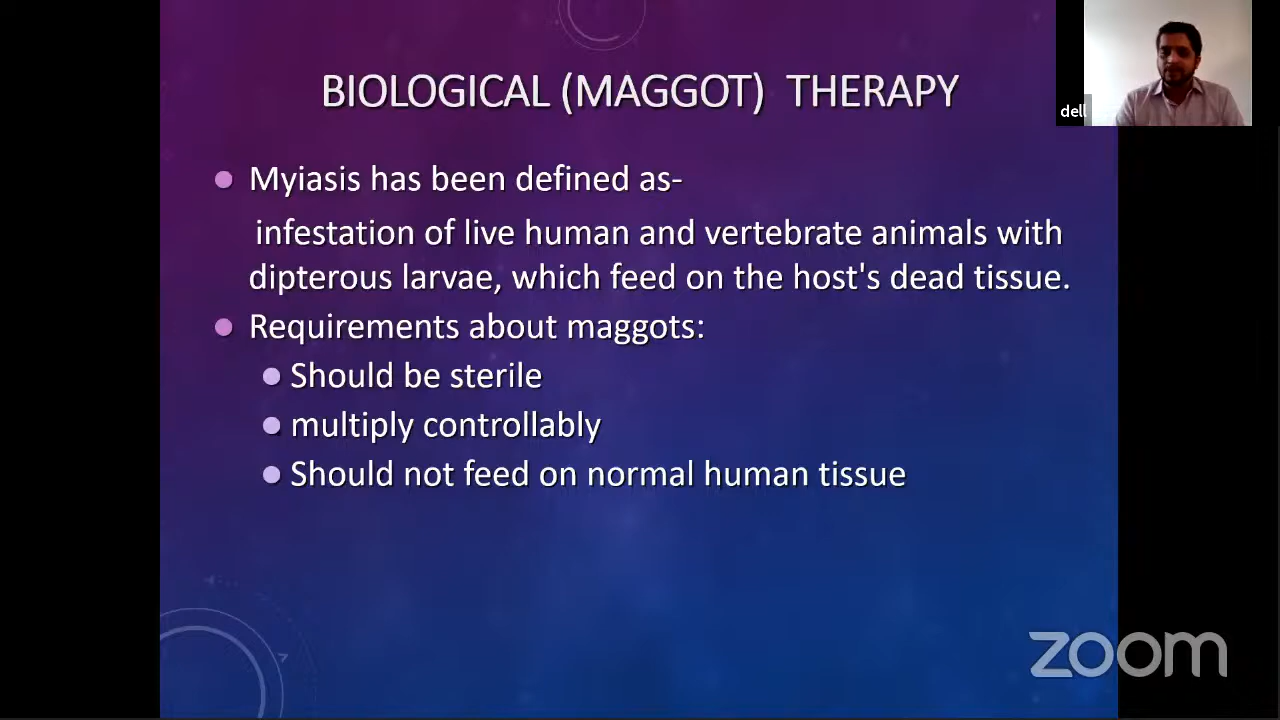 BIOLOGICAL (MAGGOT) THERAPY
dell
Myiasis has been defined as-
infestation of live human and vertebrate animals with
dipterous larvae, which feed on the host's dead tissue.
Requirements about maggots:
Should be sterile
multiply controllably
Should not feed on normal human tissue
zoom